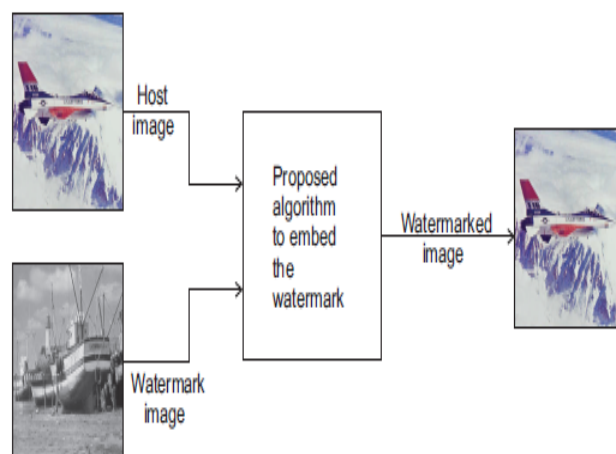 Host
image
Proposed
algorithm
to embed
the
watermark
Watermarked
image
Watermark
image